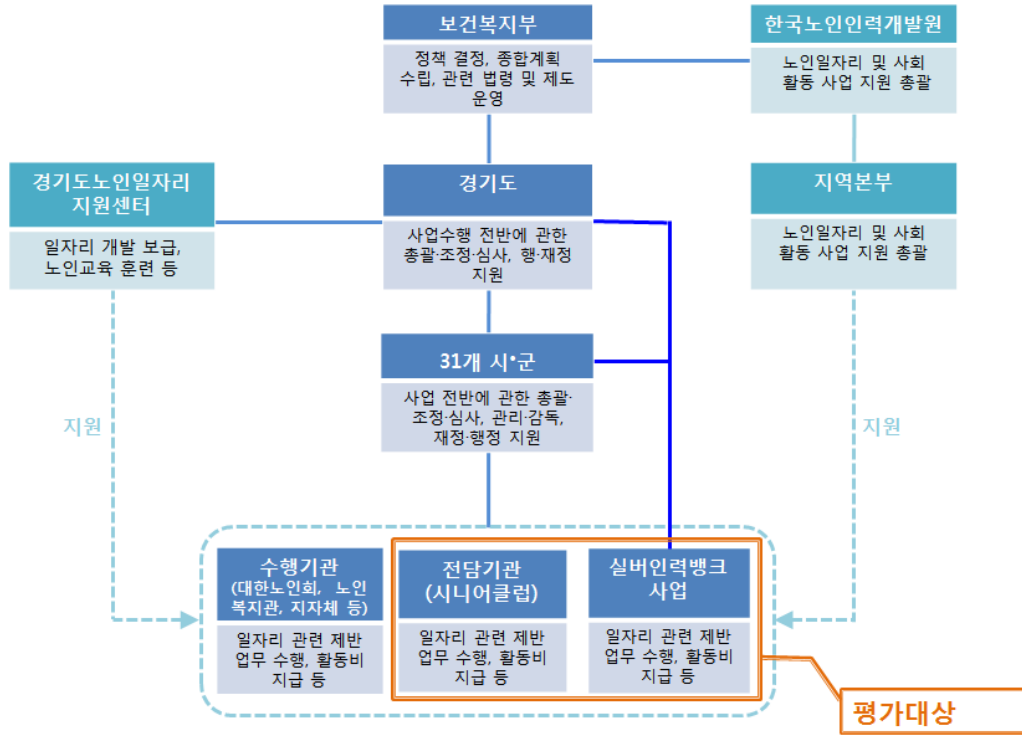 보건복지부
정책 결정, 종합계획
수립, 관련 법령 및 제도
운영
한국노인인력개발원
노인일자리 및 사회
활동 사업 지원 총괄
경기도노인일자리
지원센터
일자리 개발 보급,
노인교육 훈련 등
경기도
사업수행 전반에 관한
총괄·조정·심사, 행·재정
지원
지역본부
노인일자리 및 사회
활동 사업 지원 총괄
31개 시•군
사업 전반에 관한 총괄·
조정·심사, 관리·감독,
재정·행정 지원
지원
지원
수행기관
(대한노인회, 노인
복지관, 지자체 등)
일자리 관련 제반
업무 수행, 활동비
지급 등
전담기관
(시니어클럽)
일자리 관련 제반
업무 수행, 활동비
지급 등
실버인력뱅크
사업
일자리 관련 제반
업무 수행, 활동비
지급 등
평가대상